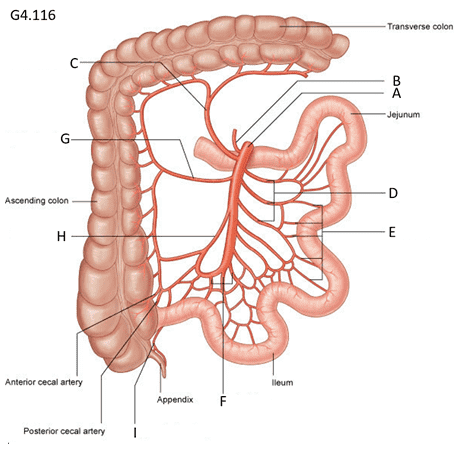 G4.116
Transverse colon
C
B
A
Jejunum
G
D
Ascending colon
E
H
Anterior cecal artery
Ileum
Appendix
F
Posterior cecal artery
I